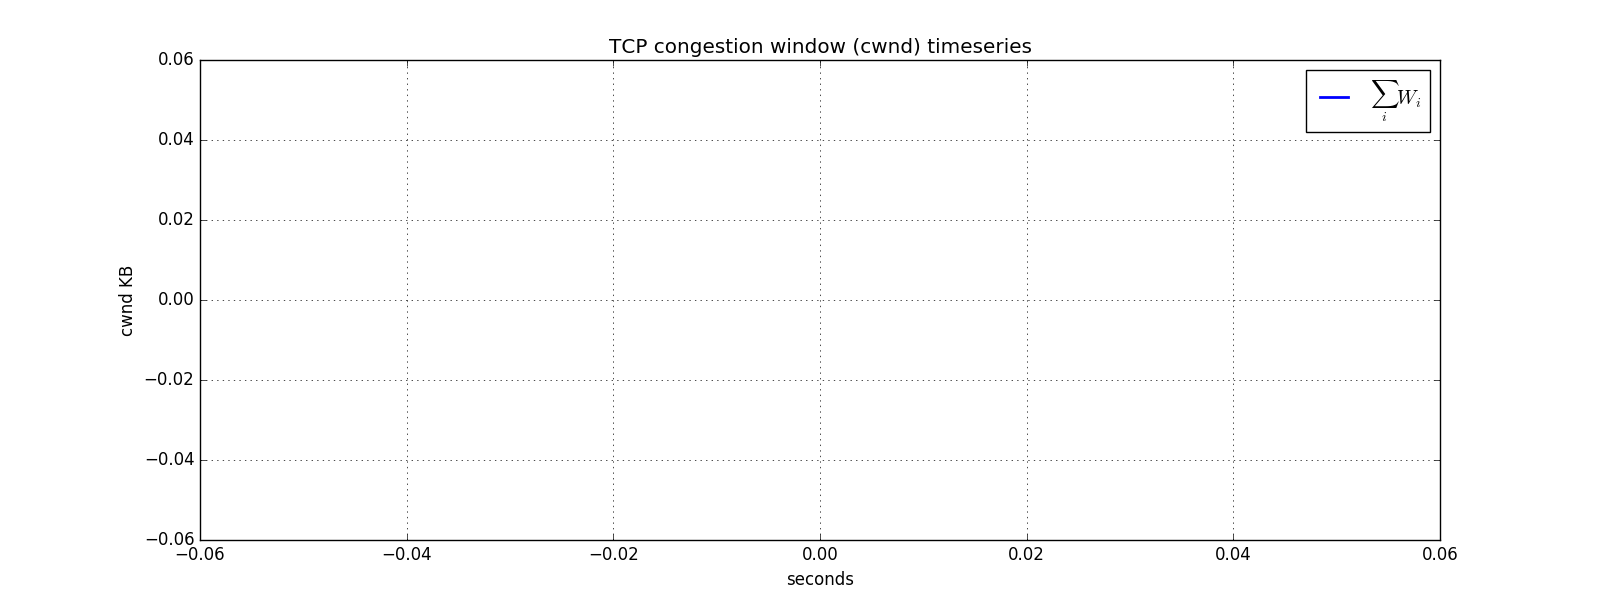 TCP congestion window (cwnd) timeseries
0.06
0.04
0.02
0.00
−0.02
−0.04
−0.06
cwnd KB
∑
i
W_i
−0.06 −0.04 −0.02 0.00 0.02 0.04 0.06
seconds